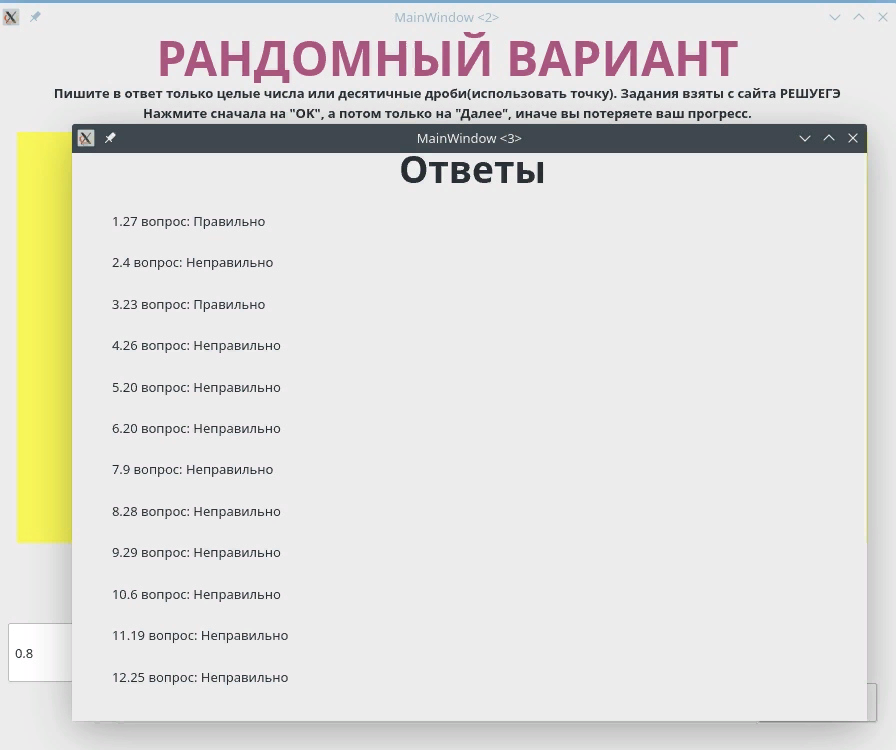 MainWindow <2>
РАНДОМНЫЙ ВАРИАНТ
Пишите в ответ только целые числа или десятичные дроби(использовать точку). Задания взяты с сайта РЕШУЕГЭ
Нажмите сначала на "ОК", а потом только на "Далее", иначе вы потеряете ваш прогресс.
MainWindow <3>
Ответы
1.27 вопрос: Правильно
2.4 вопрос: Неправильно
3.23 вопрос: Правильно
4.26 вопрос: Неправильно
5.20 вопрос: Неправильно
6.20 вопрос: Неправильно
7.9 вопрос: Неправильно
8.28 вопрос: Неправильно
9.29 вопрос: Неправильно
10.6 вопрос: Неправильно
11.19 вопрос: Неправильно
12.25 вопрос: Неправильно
0.8